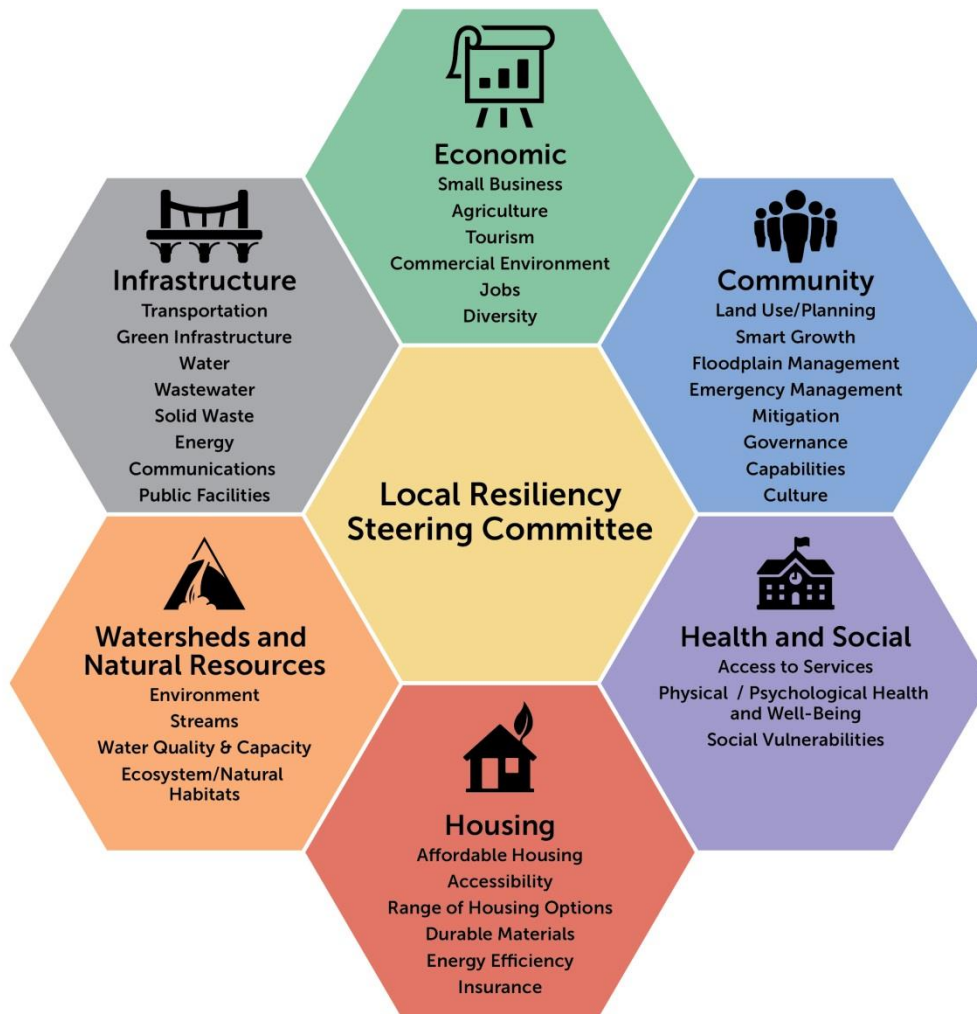 Economic
Small Business
Agriculture
Tourism
Commercial Environment
Jobs
Diversity
Infrastructure
Transportation
Green Infrastructure
Water
Wastewater
Solid Waste
Energy
Communications
Public Facilities
Community
Land Use/Planning
Smart Growth
Floodplain Management
Emergency Management
Mitigation
Governance
Capabilities
Culture
Local Resiliency
Steering Committee
Watersheds and
Natural Resources
Environment
Streams
Water Quality & Capacity
Ecosystem/Natural
Habitats
Health and Social
Access to Services
Physical / Psychological Health
and Well-Being
Social Vulnerabilities
Housing
Affordable Housing
Accessibility
Range of Housing Options
Durable Materials
Energy Efficiency
Insurance